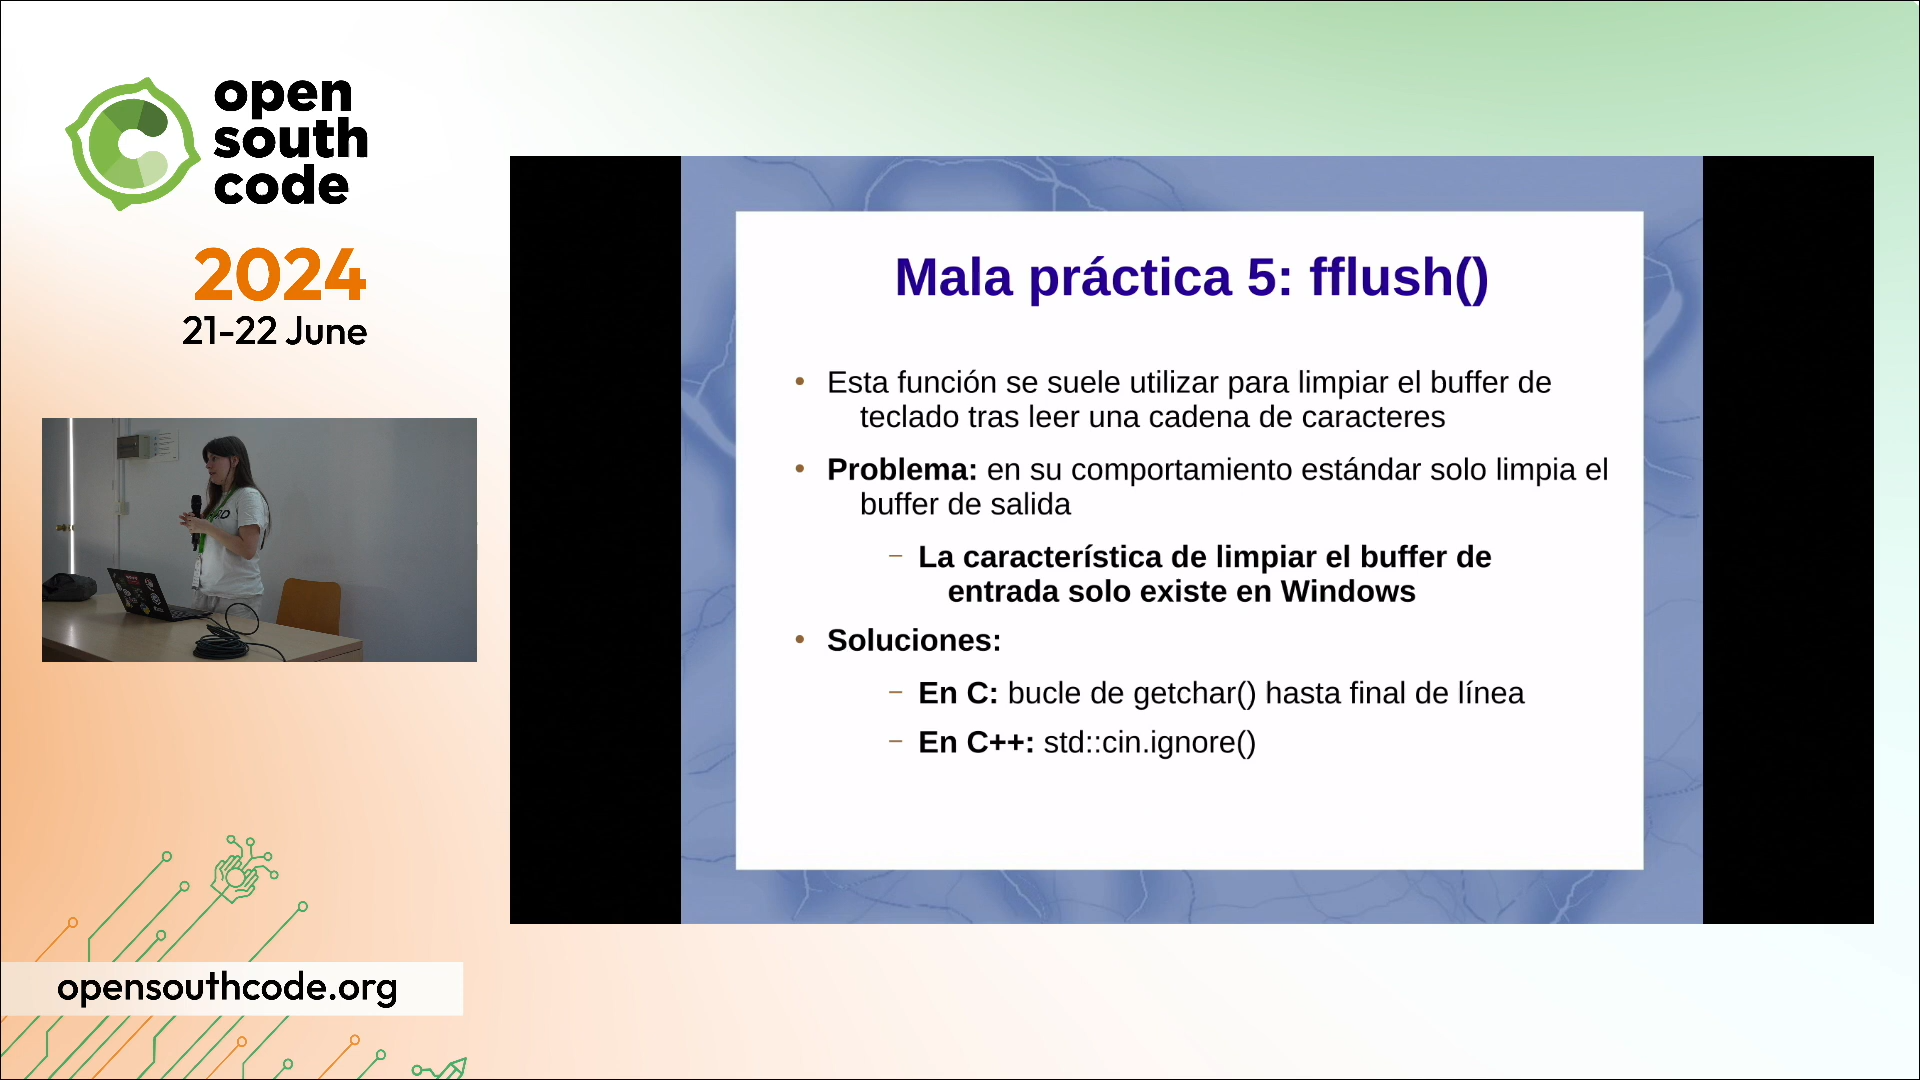 open
south
code
2024
21-22 June
Mala práctica 5: fflush()
• Esta función se suele utilizar para limpiar el buffer de
teclado tras leer una cadena de caracteres
• Problema: en su comportamiento estándar solo limpia el
buffer de salida
– La característica de limpiar el buffer de
entrada solo existe en Windows
• Soluciones:
– En C: bucle de getchar() hasta final de línea
– En C++: std::cin.ignore()
opensouthcode.org